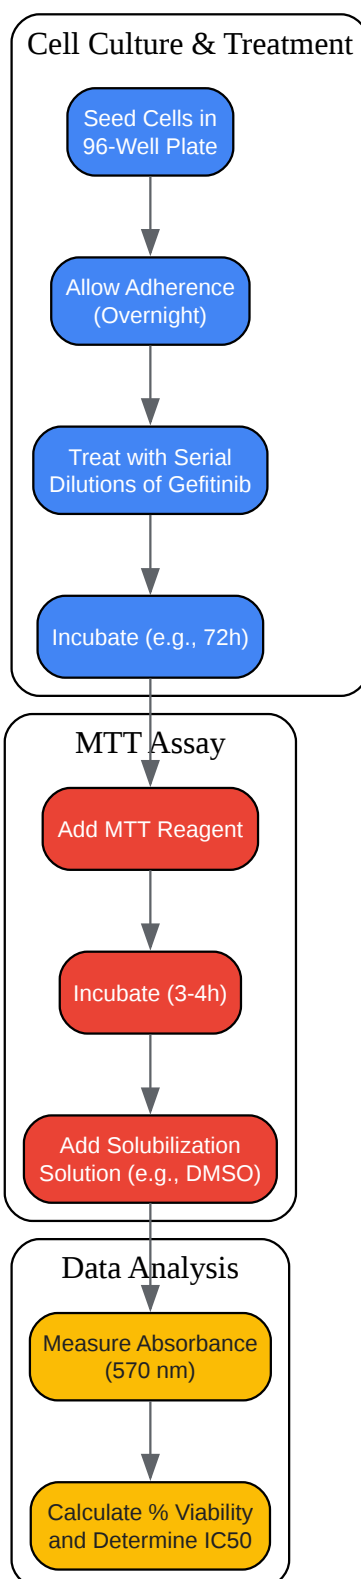 Cell Culture & Treatment
Seed Cells in
96-Well Plate
Allow Adherence
(Overnight)
Treat with Serial
Dilutions of Gefitinib
Incubate (e.g., 72h)
MTT Assay
Add MTT Reagent
Incubate (3-4h)
Add Solubilization
Solution (e.g., DMSO)
Data Analysis
Measure Absorbance
(570 nm)
Calculate % Viability
and Determine IC50